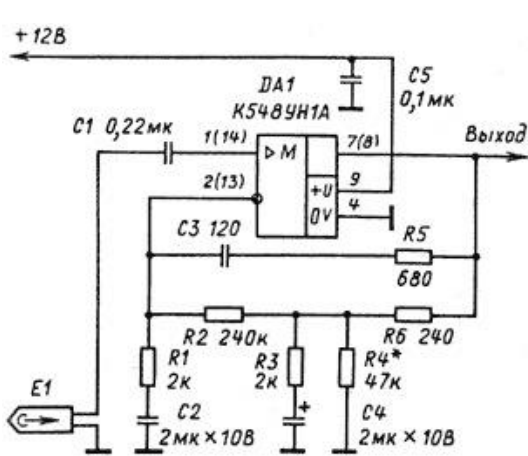 +12В
DA1
К548УН1А
C5
0,1мк
C1 0,22мк
1(14)
▷ M
7(8)
Выход
2(13)
+U
9
0V
4
C3 120
R5
680
R2 240к
R6 240
R1
2к
R3
2к
R4*
47к
E1
C2
2мк×10В
+
C4
2мк×10В